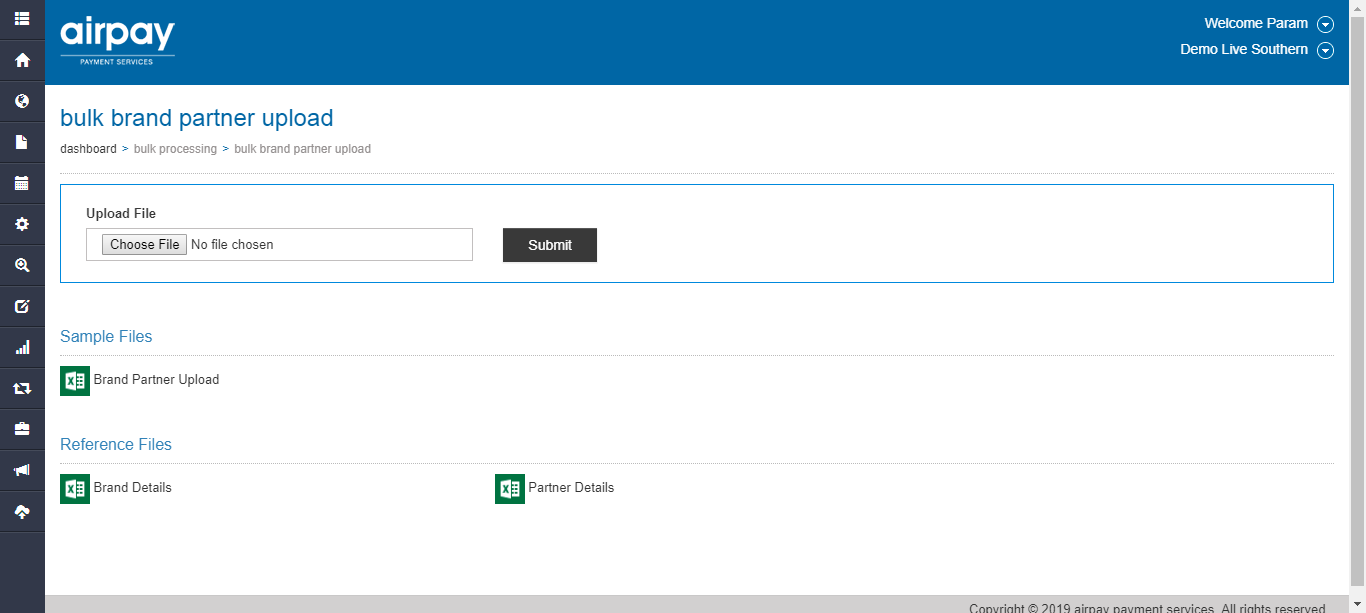 airpay
PAYMENT SERVICES
Welcome Param
Demo Live Southern
bulk brand partner upload
dashboard > bulk processing > bulk brand partner upload
Upload File
Choose File No file chosen
Submit
Sample Files
Brand Partner Upload
Reference Files
Brand Details
Partner Details
Copyright © 2019 airpay payment services. All rights reserved